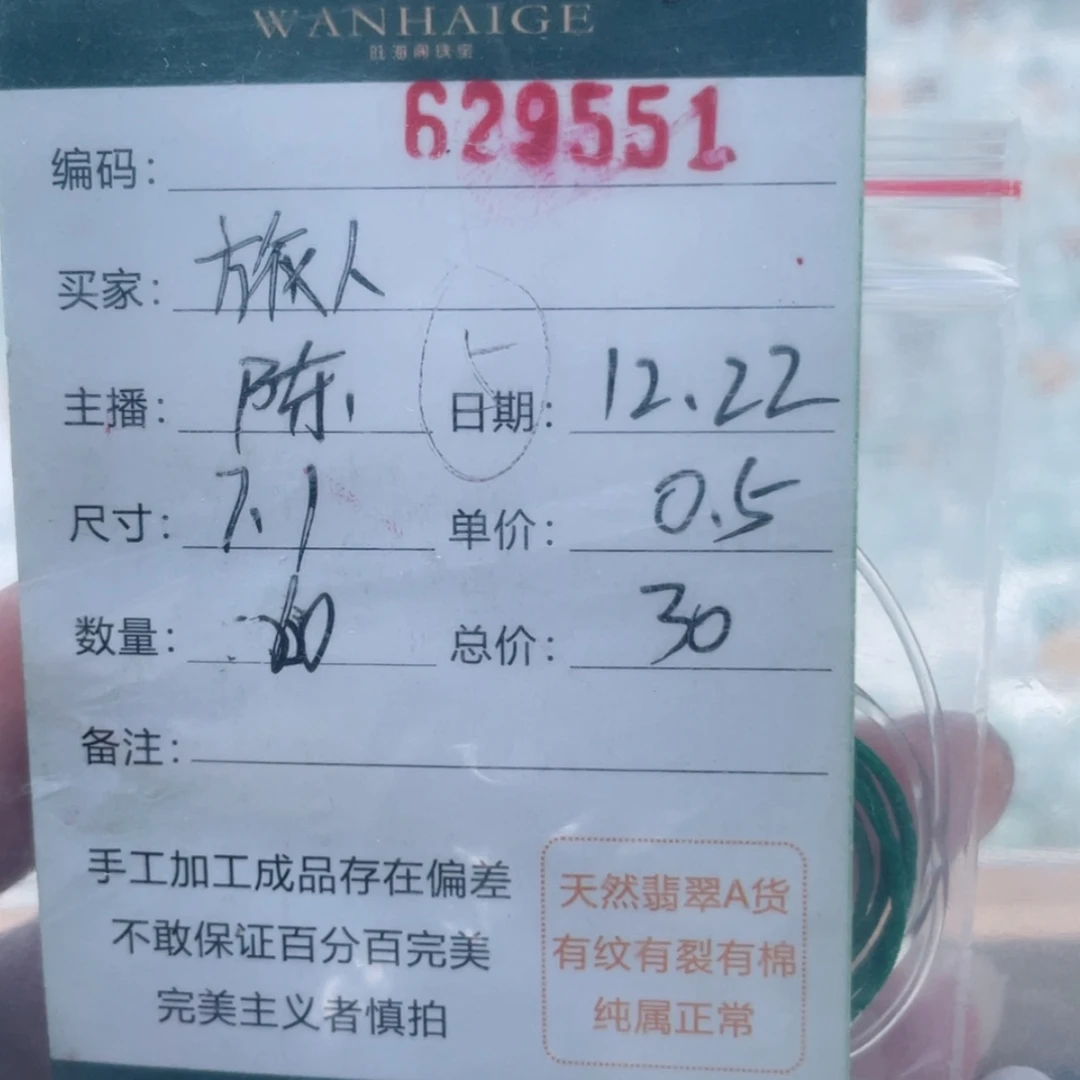 WANHAIGE
旺海阁珠宝
编码: 629551
买家: 旅人
主播: 陈 日期: 12.22
尺寸: 7.1 单价: 0.5
数量: 60 总价: 30
备注:
手工加工成品存在偏差
不敢保证百分百完美
完美主义者慎拍
天然翡翠A货
有纹有裂有棉
纯属正常